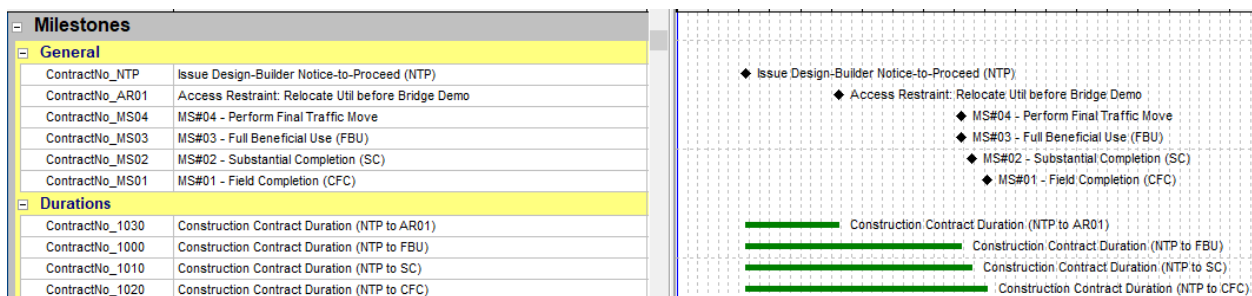 Milestones
General
ContractNo_NTP Issue Design-Builder Notice-to-Proceed (NTP) Issue Design-Builder Notice-to-Proceed (NTP)
ContractNo_AR01 Access Restraint: Relocate Util before Bridge Demo Access Restraint: Relocate Util before Bridge Demo
ContractNo_MS04 MS#04 - Perform Final Traffic Move MS#04 - Perform Final Traffic Move
ContractNo_MS03 MS#03 - Full Beneficial Use (FBU) MS#03 - Full Beneficial Use (FBU)
ContractNo_MS02 MS#02 - Substantial Completion (SC) MS#02 - Substantial Completion (SC)
ContractNo_MS01 MS#01 - Field Completion (CFC) MS#01 - Field Completion (CFC)
Durations
ContractNo_1030 Construction Contract Duration (NTP to AR01) Construction Contract Duration (NTP to AR01)
ContractNo_1000 Construction Contract Duration (NTP to FBU) Construction Contract Duration (NTP to FBU)
ContractNo_1010 Construction Contract Duration (NTP to SC) Construction Contract Duration (NTP to SC)
ContractNo_1020 Construction Contract Duration (NTP to CFC) Construction Contract Duration (NTP to CFC)